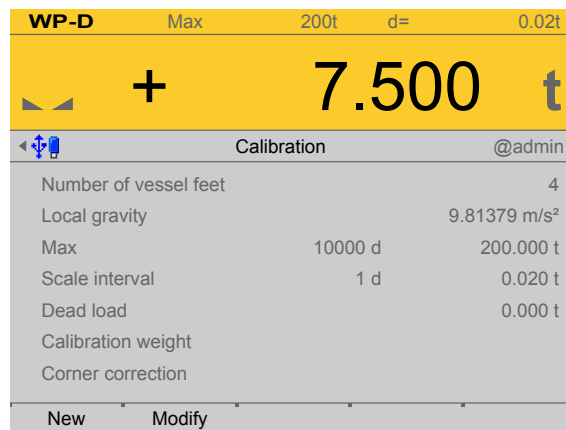 WP-D Max 200t d= 0.02t
+ 7.500 t
Calibration @admin
Number of vessel feet 4
Local gravity 9.81379 m/s²
Max 10000 d 200.000 t
Scale interval 1 d 0.020 t
Dead load 0.000 t
Calibration weight
Corner correction
New Modify